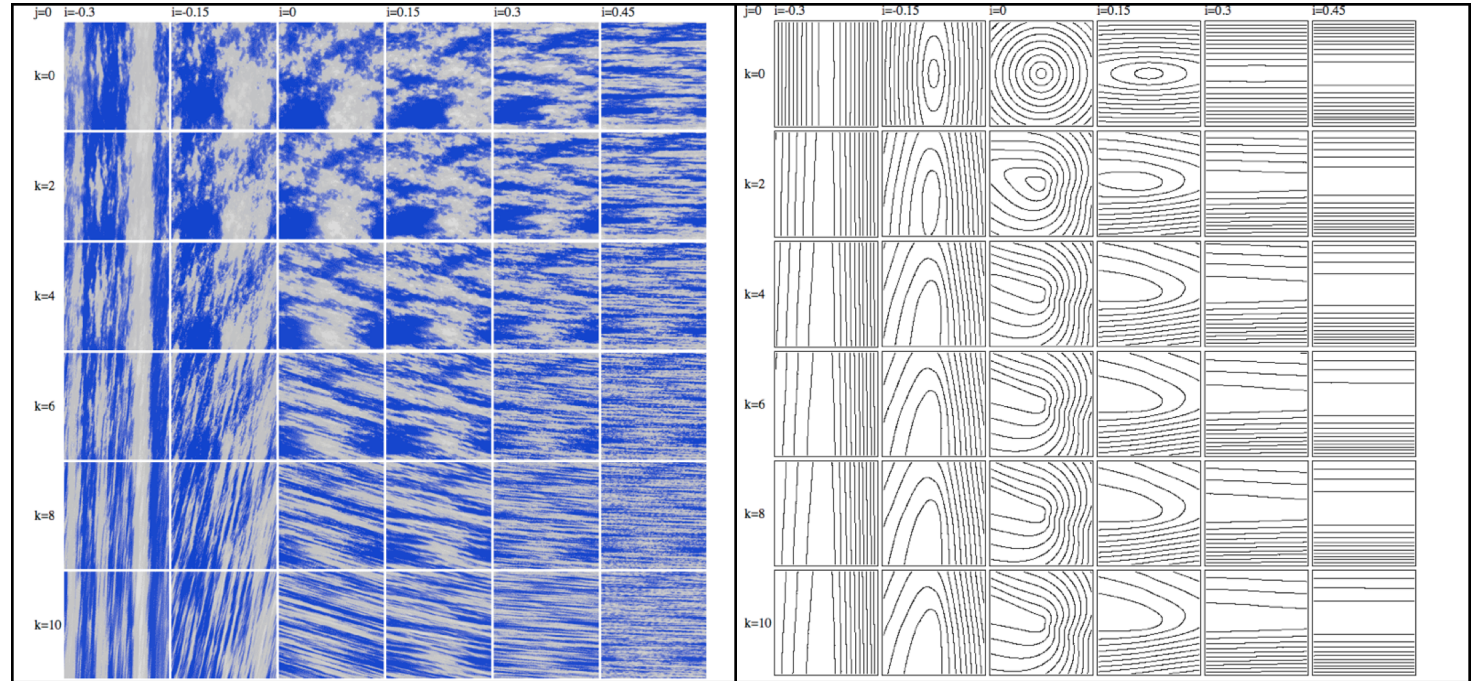 j=0 i=-0.3 i=-0.15 i=0 i=0.15 i=0.3 i=0.45
k=0
k=2
k=4
k=6
k=8
k=10
j=0 i=-0.3 i=-0.15 i=0 i=0.15 i=0.3 i=0.45
k=0
k=2
k=4
k=6
k=8
k=10